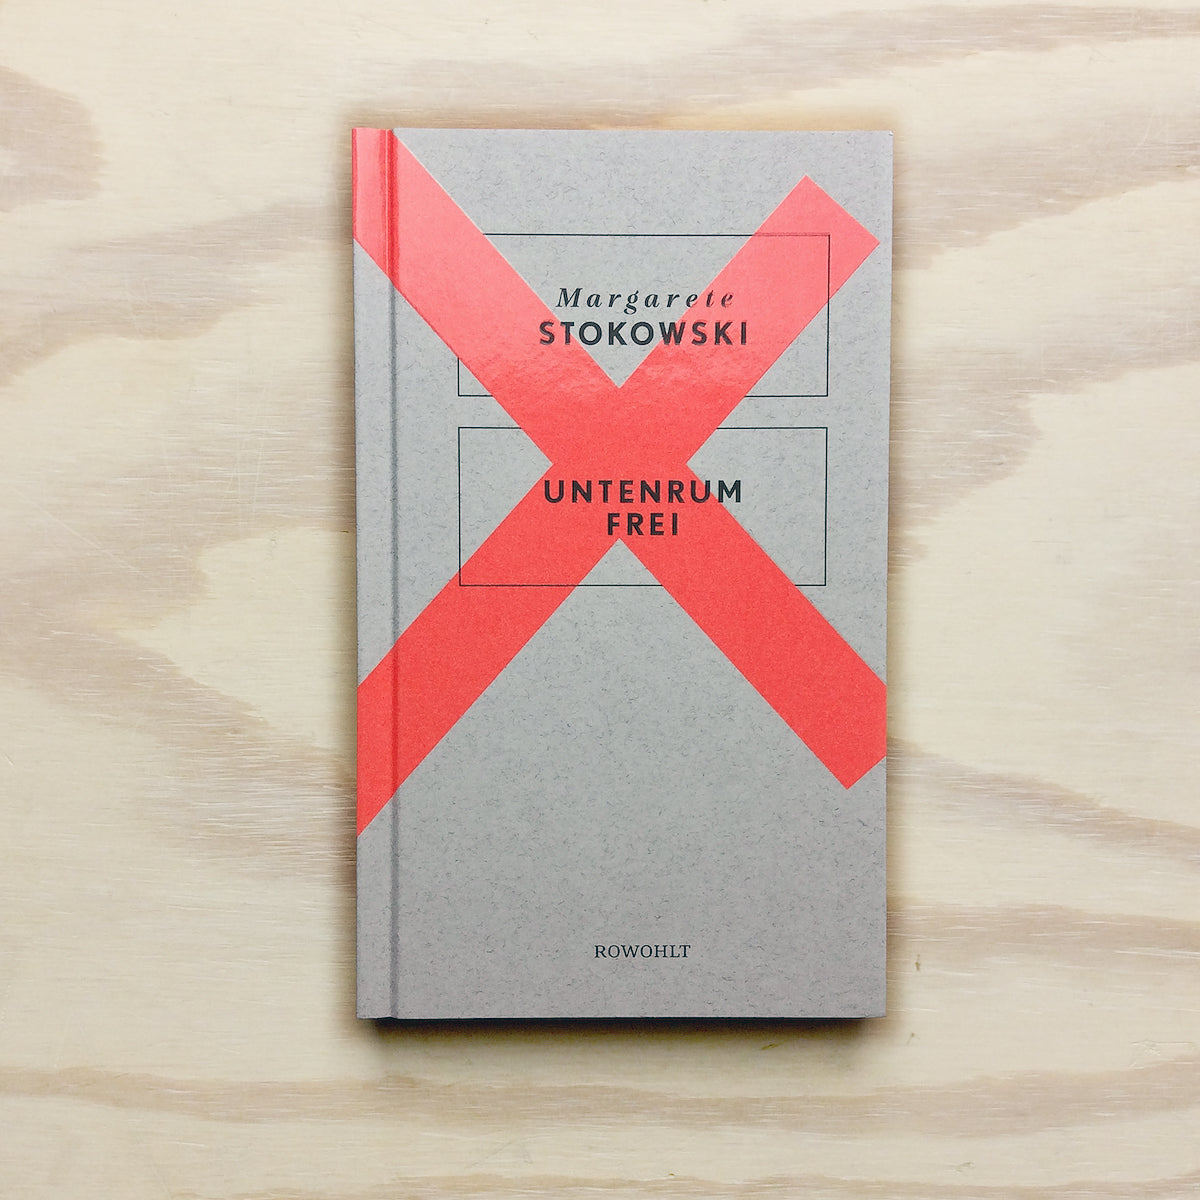 Margarete
STOKOWSKI
UNTENRUM
FREI
ROWOHLT